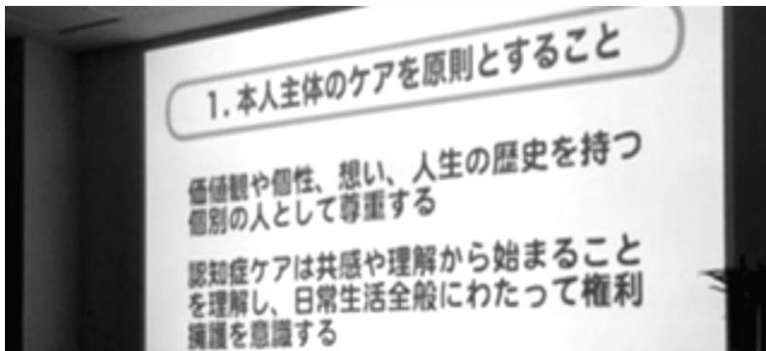 1.本人主体のケアを原則とすること
価値観や個性、想い、人生の歴史を持つ
個別の人として尊重する
認知症ケアは共感や理解から始まること
を理解し、日常生活全般にわたって権利
擁護を意識する